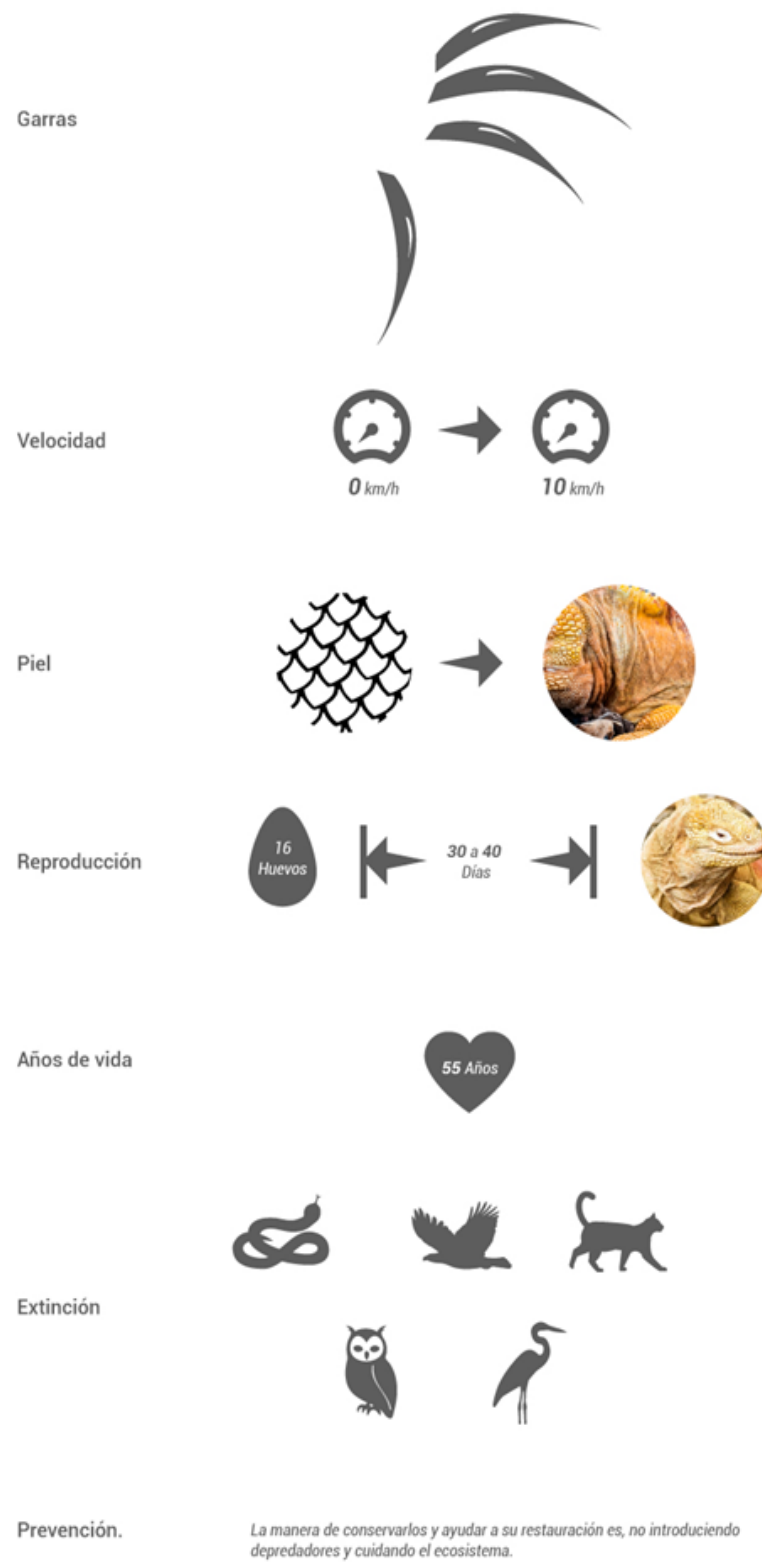 Garras
Velocidad
0 km/h
10 km/h
Piel
Reproducción
16
Huevos
30 a 40
Días
Años de vida
55 Años
Extinción
Prevención.
La manera de conservarlos y ayudar a su restauración es, no introduciendo
depredadores y cuidando el ecosistema.